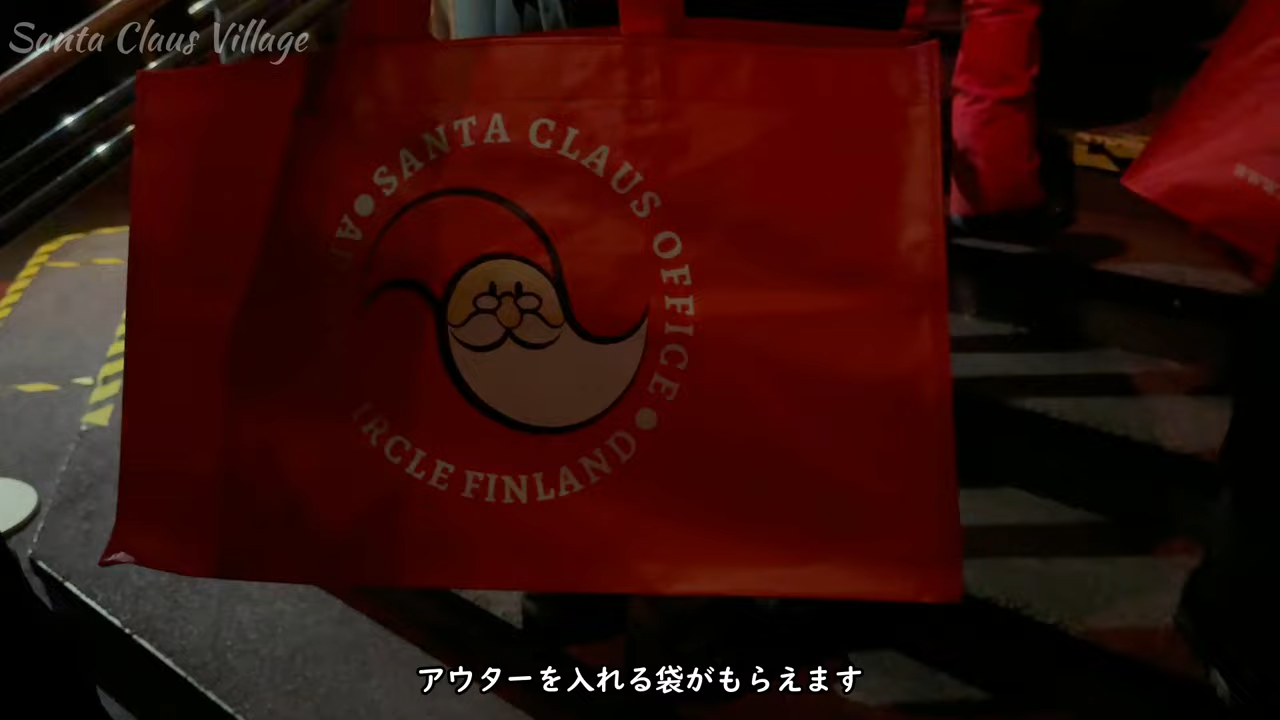 Santa Claus Village
SANTA CLAUS OFFICE
RCLE FINLAND
アウターを入れる袋がもらえます